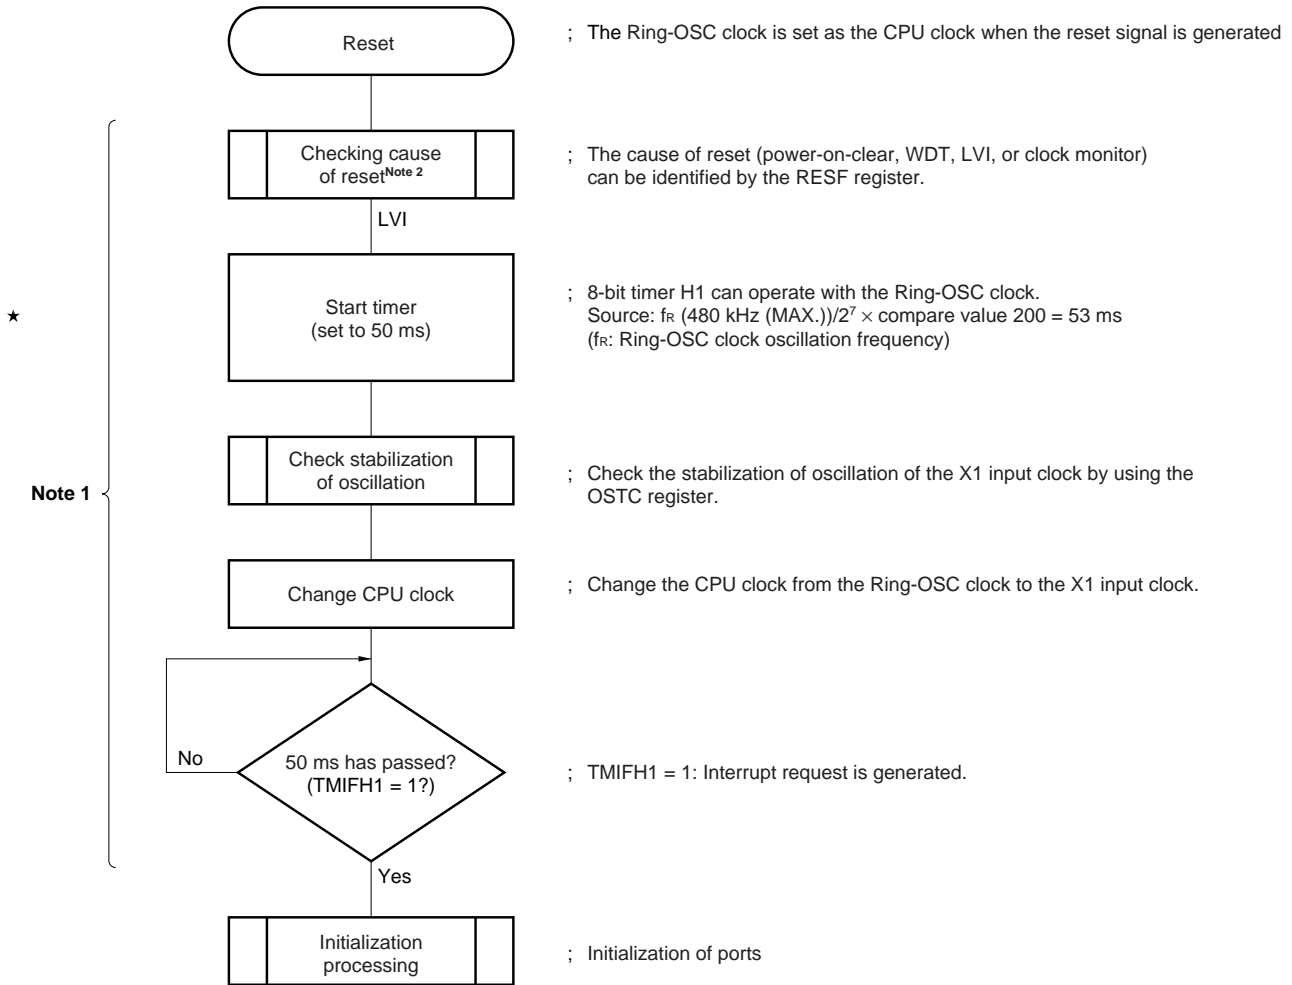 Reset
; The Ring-OSC clock is set as the CPU clock when the reset signal is generated
Checking cause
of reset Note 2
; The cause of reset (power-on-clear, WDT, LVI, or clock monitor)
can be identified by the RESF register.
LVI
★
Start timer
(set to 50 ms)
; 8-bit timer H1 can operate with the Ring-OSC clock.
Source: fR (480 kHz (MAX.))/2⁷ × compare value 200 = 53 ms
(fR: Ring-OSC clock oscillation frequency)
Note 1
Check stabilization
of oscillation
; Check the stabilization of oscillation of the X1 input clock by using the
OSTC register.
Change CPU clock
; Change the CPU clock from the Ring-OSC clock to the X1 input clock.
No
50 ms has passed?
(TMIFH1 = 1?)
; TMIFH1 = 1: Interrupt request is generated.
Yes
Initialization
processing
; Initialization of ports